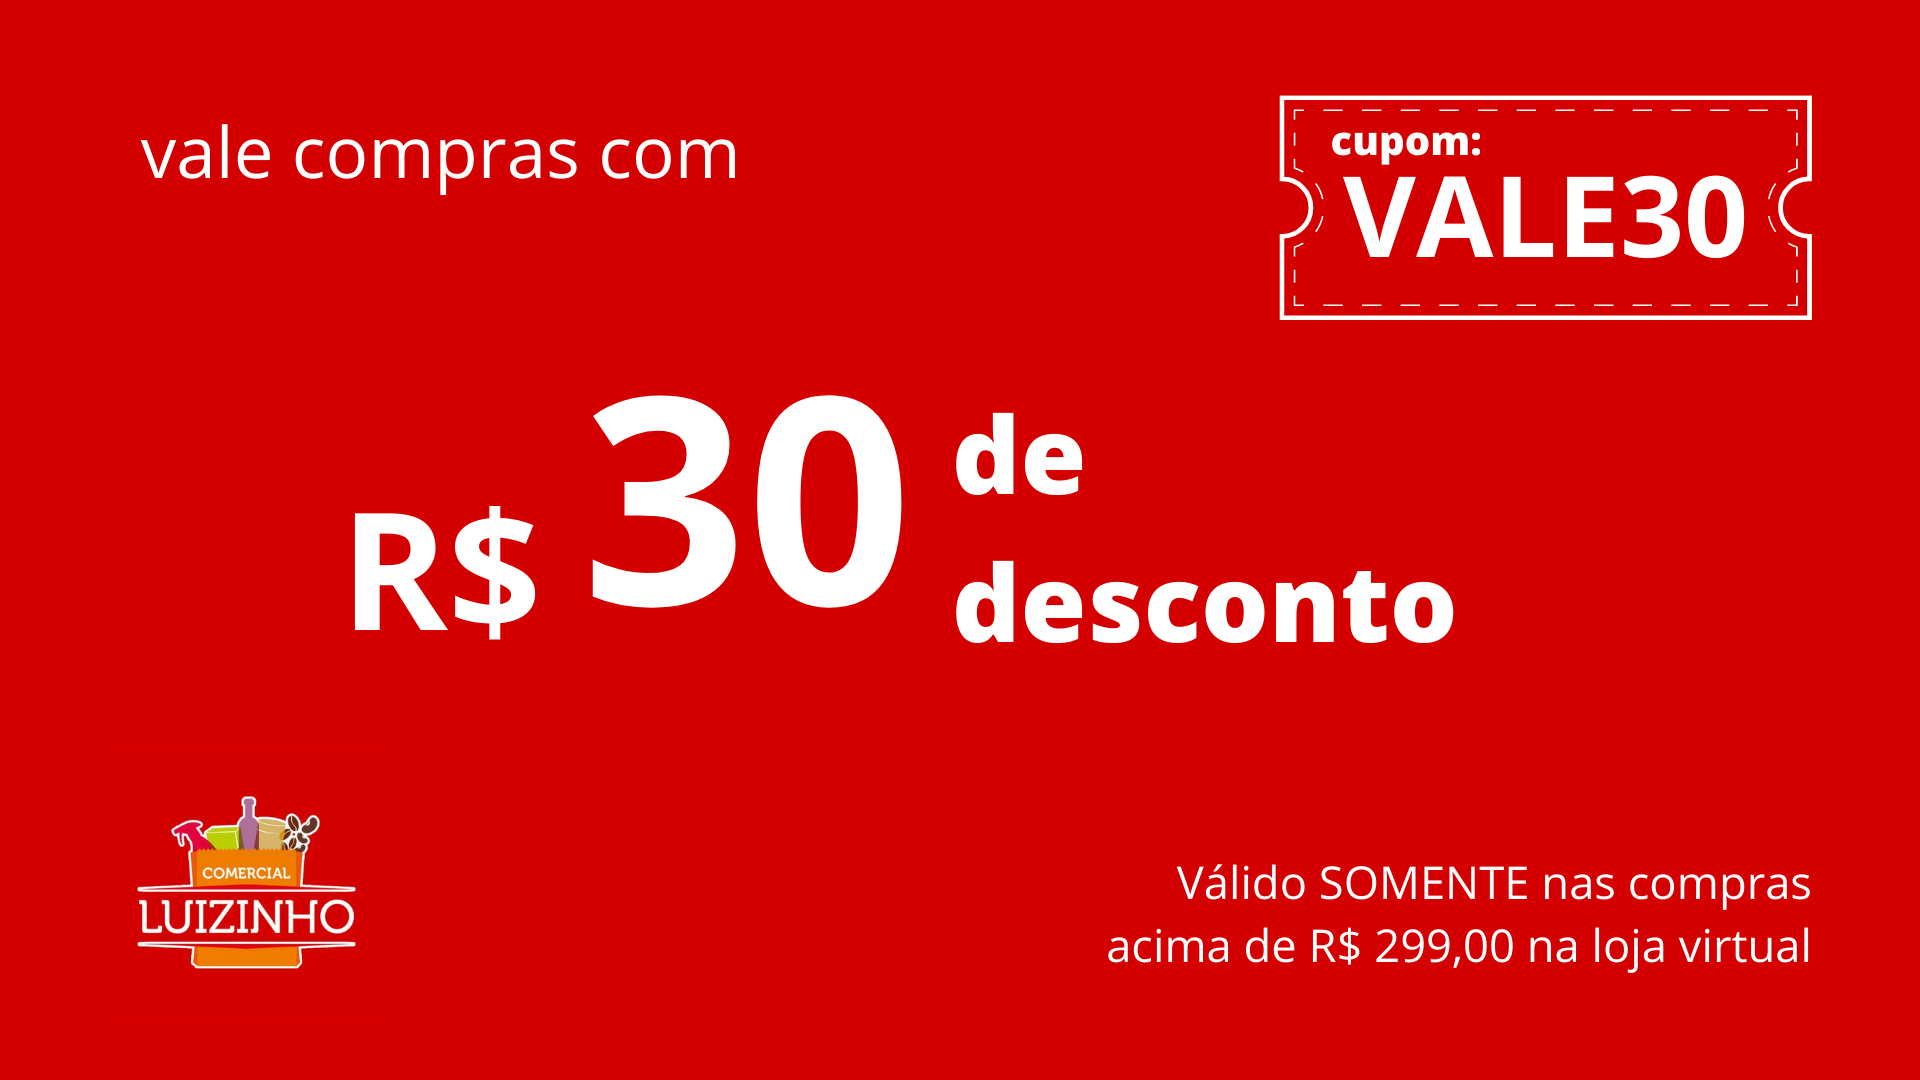 vale compras com
cupom:
VALE30
R$ 30 de
desconto
COMERCIAL
LUIZINHO
Válido SOMENTE nas compras
acima de R$ 299,00 na loja virtual